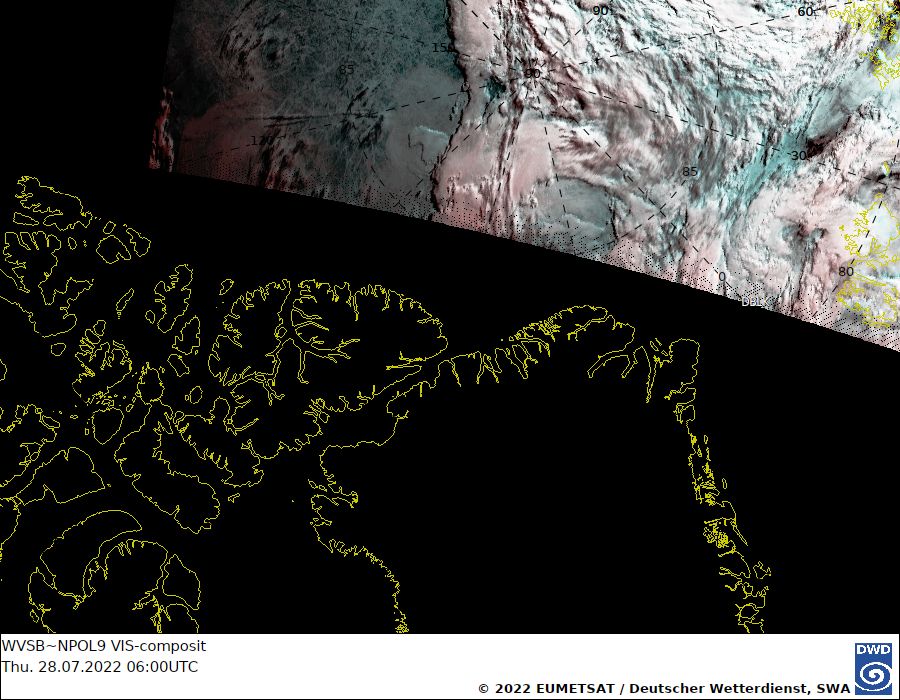 90
60
150
85
90
30
85
80
0
WVSB~NPOL9 VIS-composit
Thu. 28.07.2022 06:00UTC
DWD
© 2022 EUMETSAT / Deutscher Wetterdienst, SWA